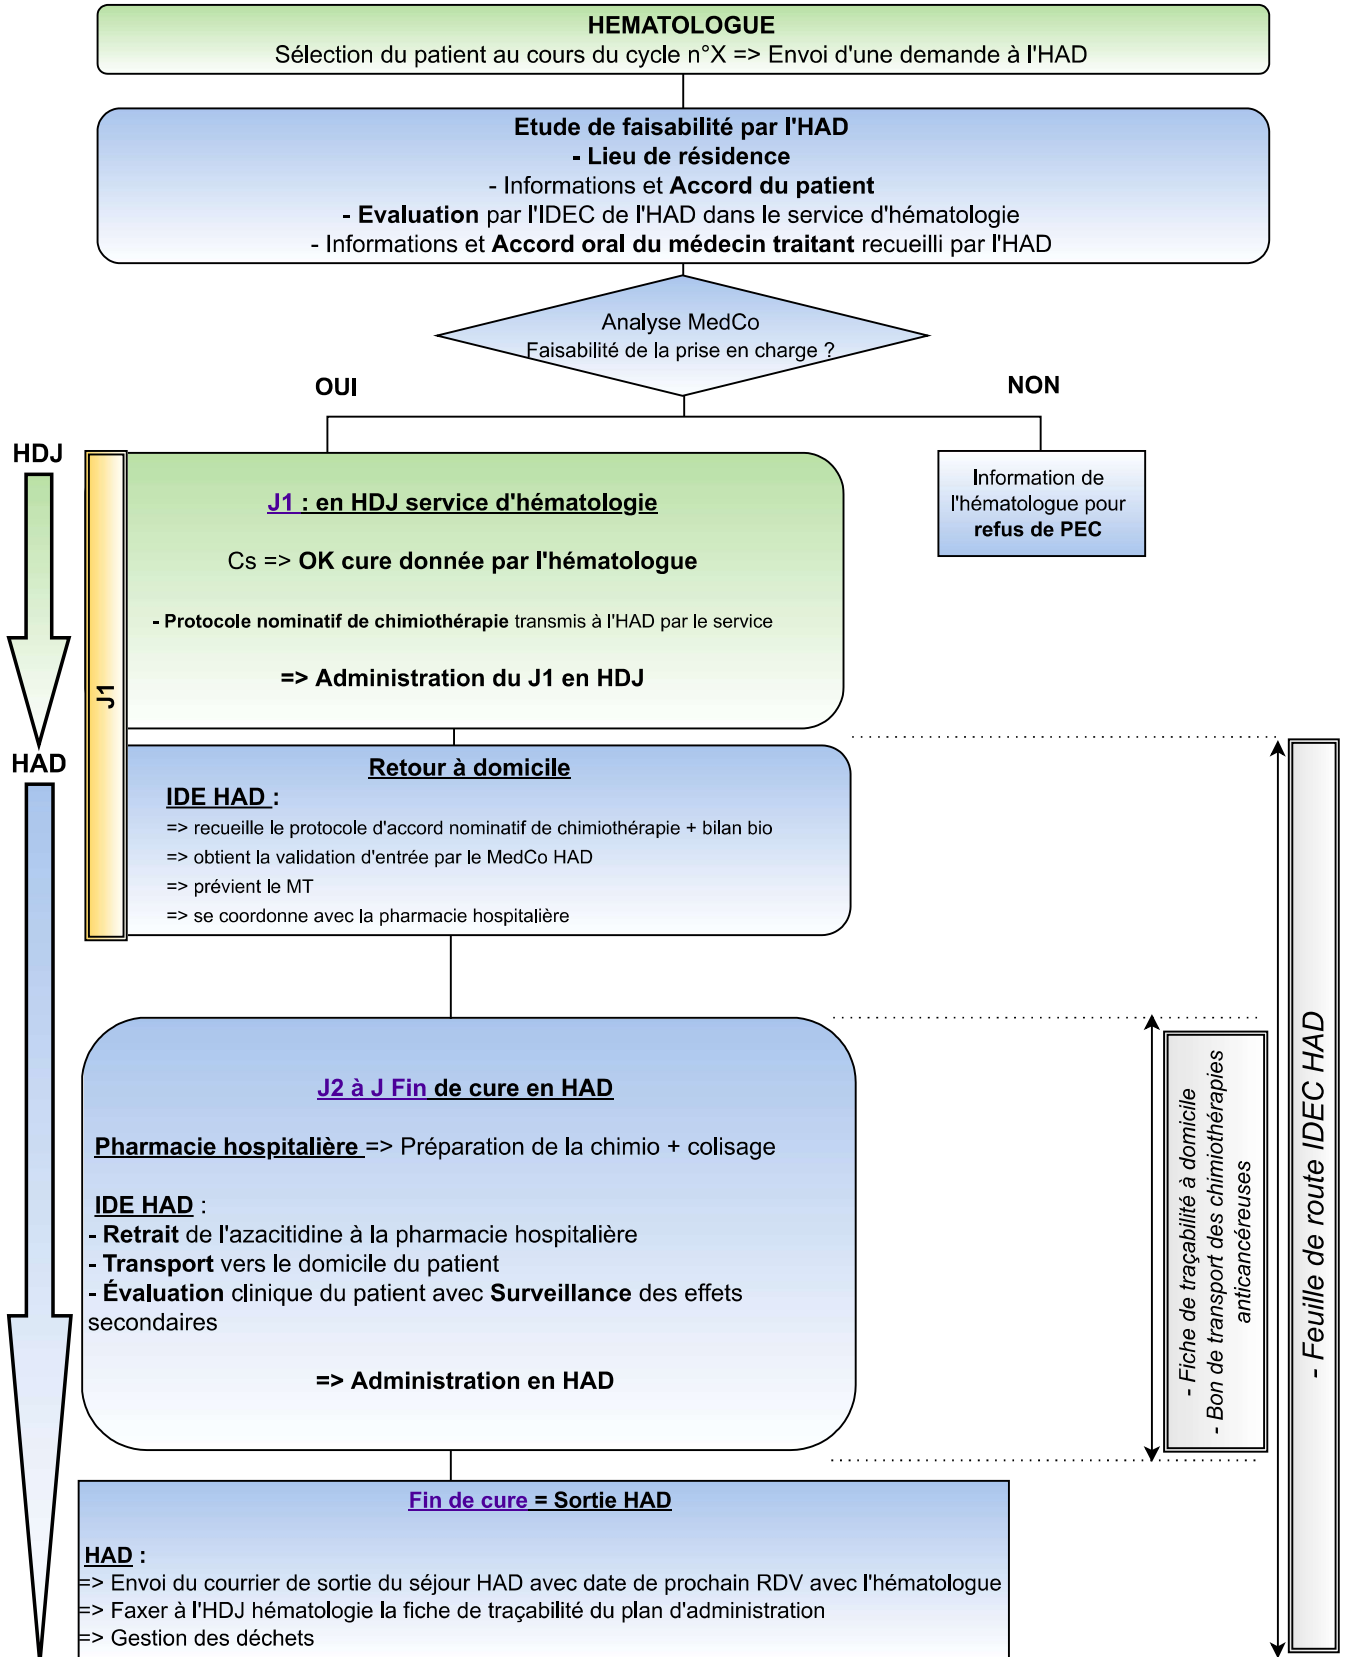 HEMATOLOGUE
Sélection du patient au cours du cycle n°X => Envoi d'une demande à l'HAD
Etude de faisabilité par l'HAD
- Lieu de résidence
- Informations et Accord du patient
- Evaluation par l'IDEC de l'HAD dans le service d'hématologie
- Informations et Accord oral du médecin traitant recueilli par l'HAD
Analyse MedCo
Faisabilité de la prise en charge ?
OUI
NON
HDJ
J1
J1 : en HDJ service d'hématologie
Cs => OK cure donnée par l'hématologue
- Protocole nominatif de chimiothérapie transmis à l'HAD par le service
=> Administration du J1 en HDJ
Information de
l'hématologue pour
refus de PEC
HAD
Retour à domicile
IDE HAD :
=> recueille le protocole d'accord nominatif de chimiothérapie + bilan bio
=> obtient la validation d'entrée par le MedCo HAD
=> prévient le MT
=> se coordonne avec la pharmacie hospitalière
J2 à J Fin de cure en HAD
Pharmacie hospitalière => Préparation de la chimio + colisage
IDE HAD :
- Retrait de l'azacitidine à la pharmacie hospitalière
- Transport vers le domicile du patient
- Évaluation clinique du patient avec Surveillance des effets
secondaires
=> Administration en HAD
- Fiche de traçabilité à domicile
- Bon de transport des chimiothérapies
anticancéreuses
- Feuille de route IDEC HAD
Fin de cure = Sortie HAD
HAD :
=> Envoi du courrier de sortie du séjour HAD avec date de prochain RDV avec l'hématologue
=> Faxer à l'HDJ hématologie la fiche de traçabilité du plan d'administration
=> Gestion des déchets